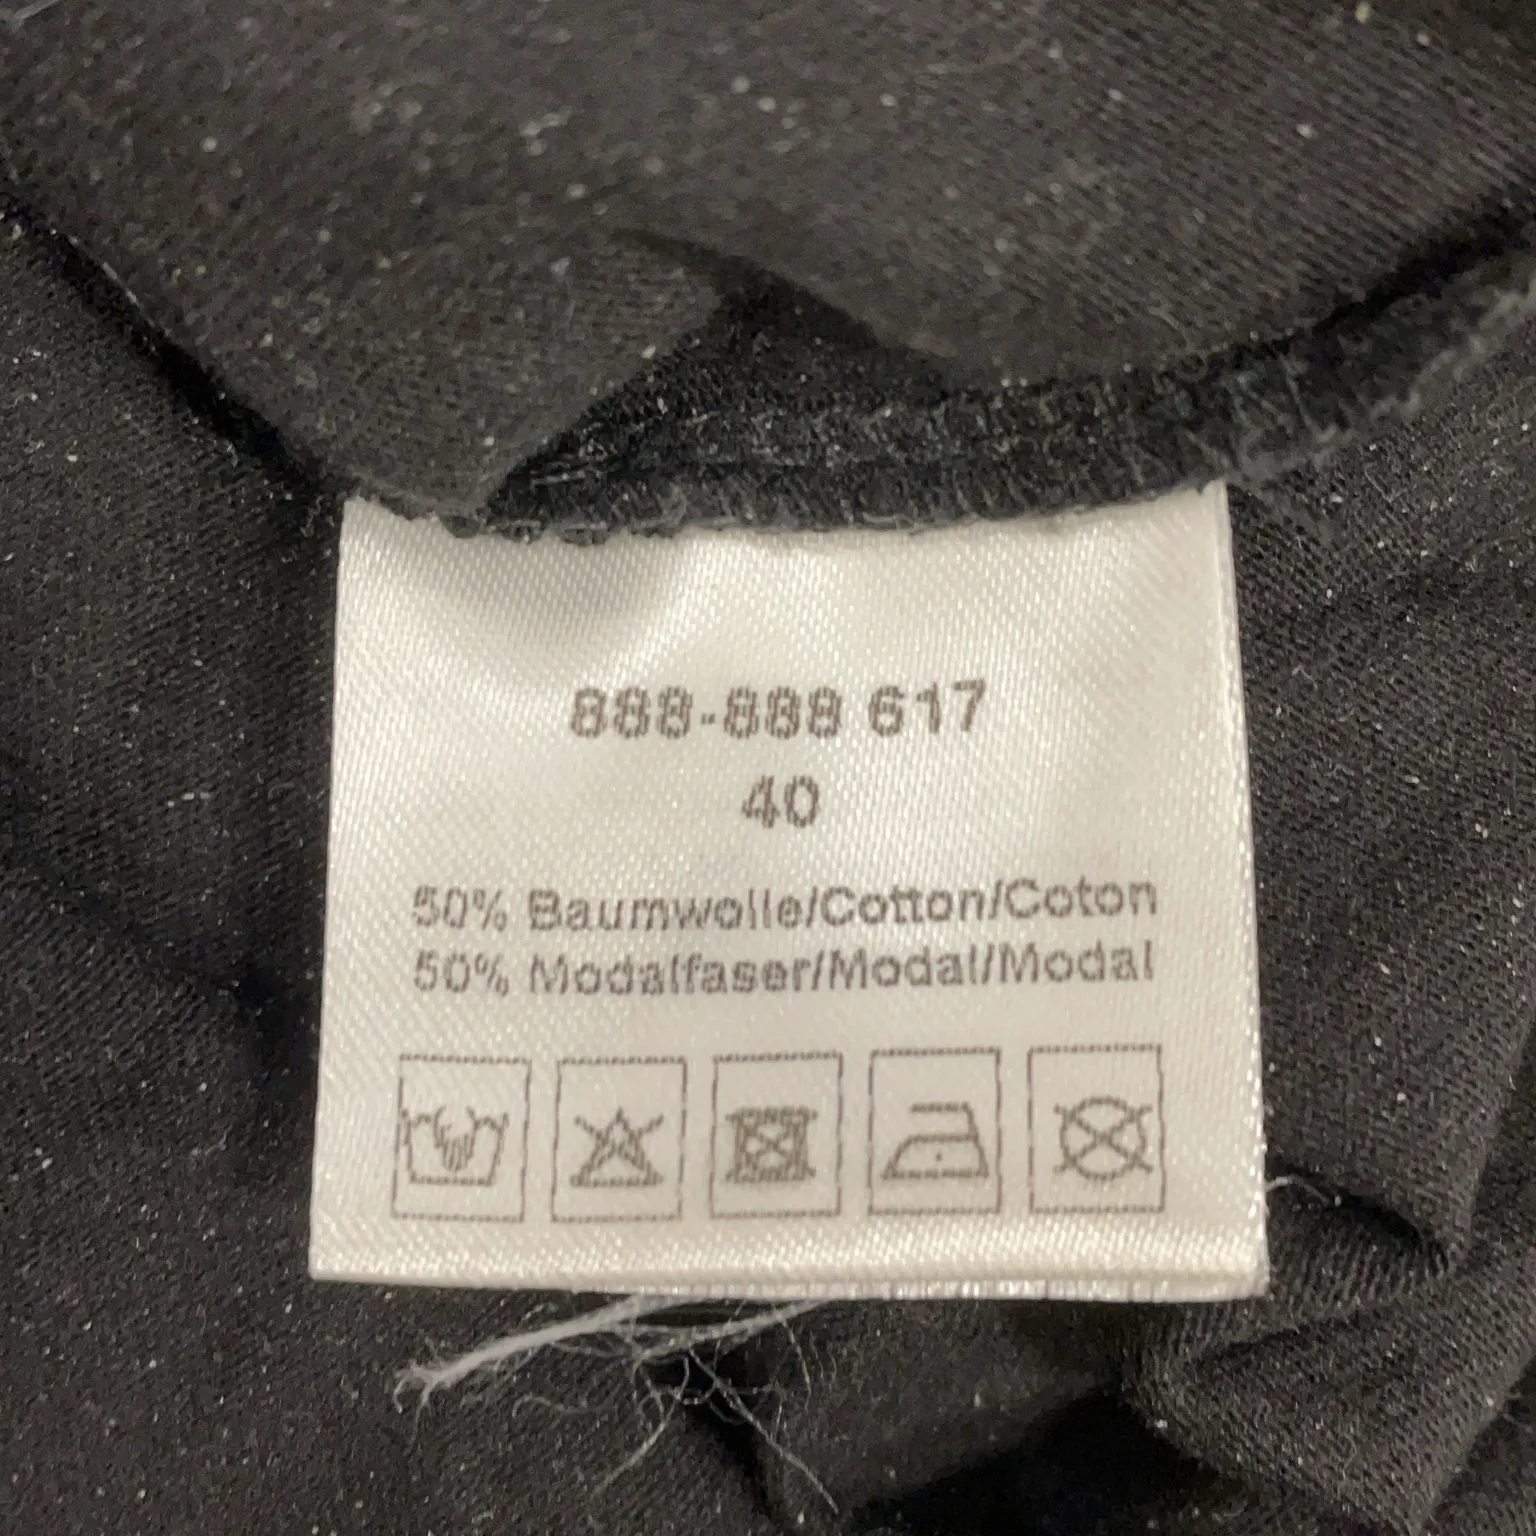 888-888 617
40
50% Baumwolle/Cotton/Coton
50% Modalfaser/Modal/Modal